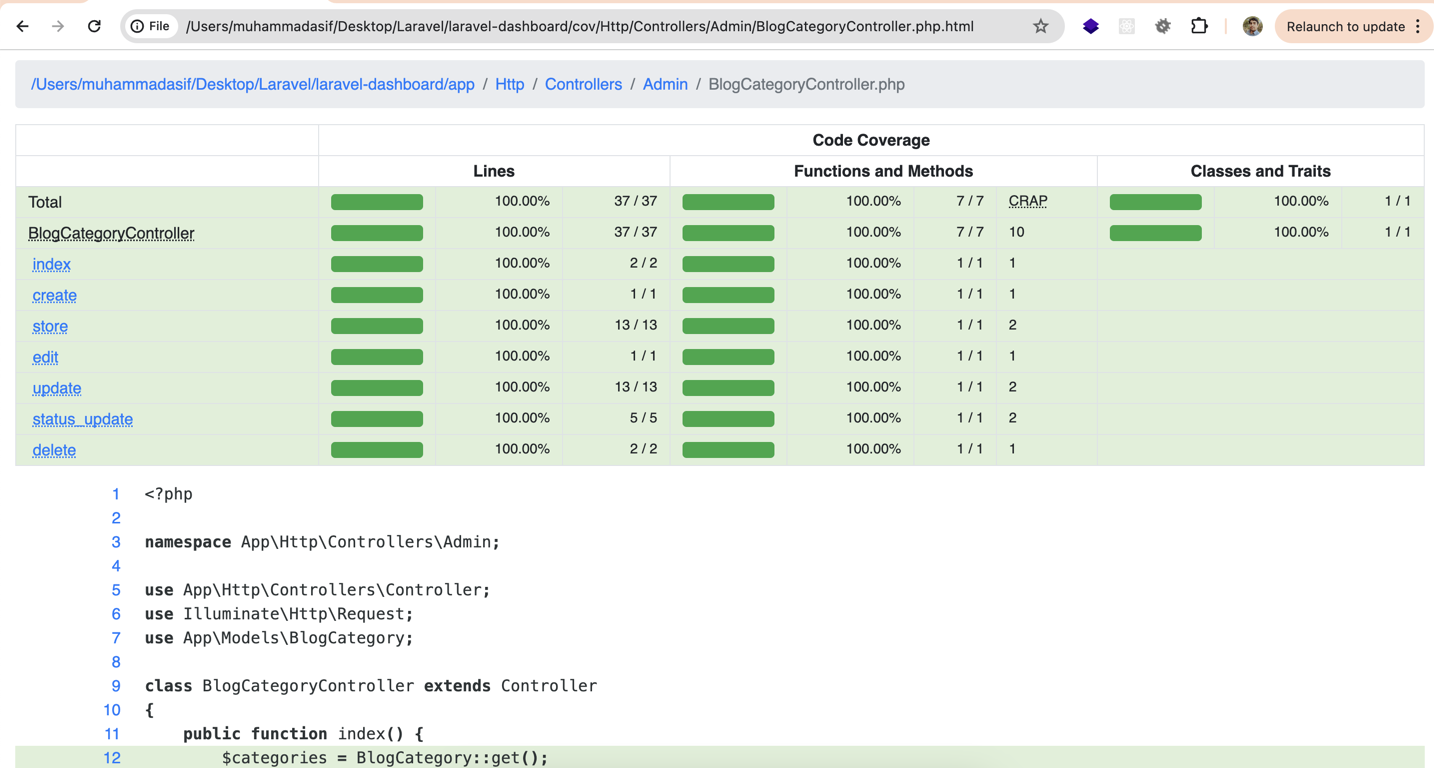 File /Users/muhammadasif/Desktop/Laravel/laravel-dashboard/cov/Http/Controllers/Admin/BlogCategoryController.php.html Relaunch to update
/Users/muhammadasif/Desktop/Laravel/laravel-dashboard/app / Http / Controllers / Admin / BlogCategoryController.php
Code Coverage
Lines Functions and Methods Classes and Traits
Total 100.00% 37 / 37 100.00% 7 / 7 CRAP 100.00% 1 / 1
BlogCategoryController 100.00% 37 / 37 100.00% 7 / 7 10 100.00% 1 / 1
index 100.00% 2 / 2 100.00% 1 / 1 1
create 100.00% 1 / 1 100.00% 1 / 1 1
store 100.00% 13 / 13 100.00% 1 / 1 2
edit 100.00% 1 / 1 100.00% 1 / 1 1
update 100.00% 13 / 13 100.00% 1 / 1 2
status_update 100.00% 5 / 5 100.00% 1 / 1 2
delete 100.00% 2 / 2 100.00% 1 / 1 1
1 <?php
2
3 namespace App\Http\Controllers\Admin;
4
5 use App\Http\Controllers\Controller;
6 use Illuminate\Http\Request;
7 use App\Models\BlogCategory;
8
9 class BlogCategoryController extends Controller
10 {
11 public function index() {
12 $categories = BlogCategory::get();